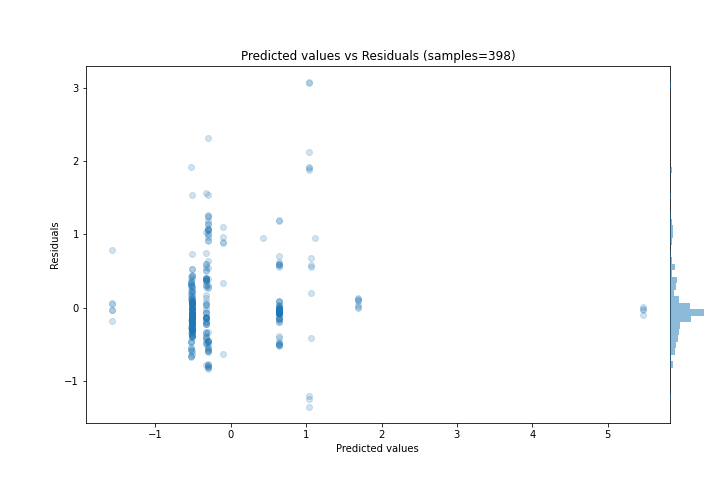 Predicted values vs Residuals (samples=398)
3
2
1
0
−1
Residuals
−1 0 1 2 3 4 5
Predicted values